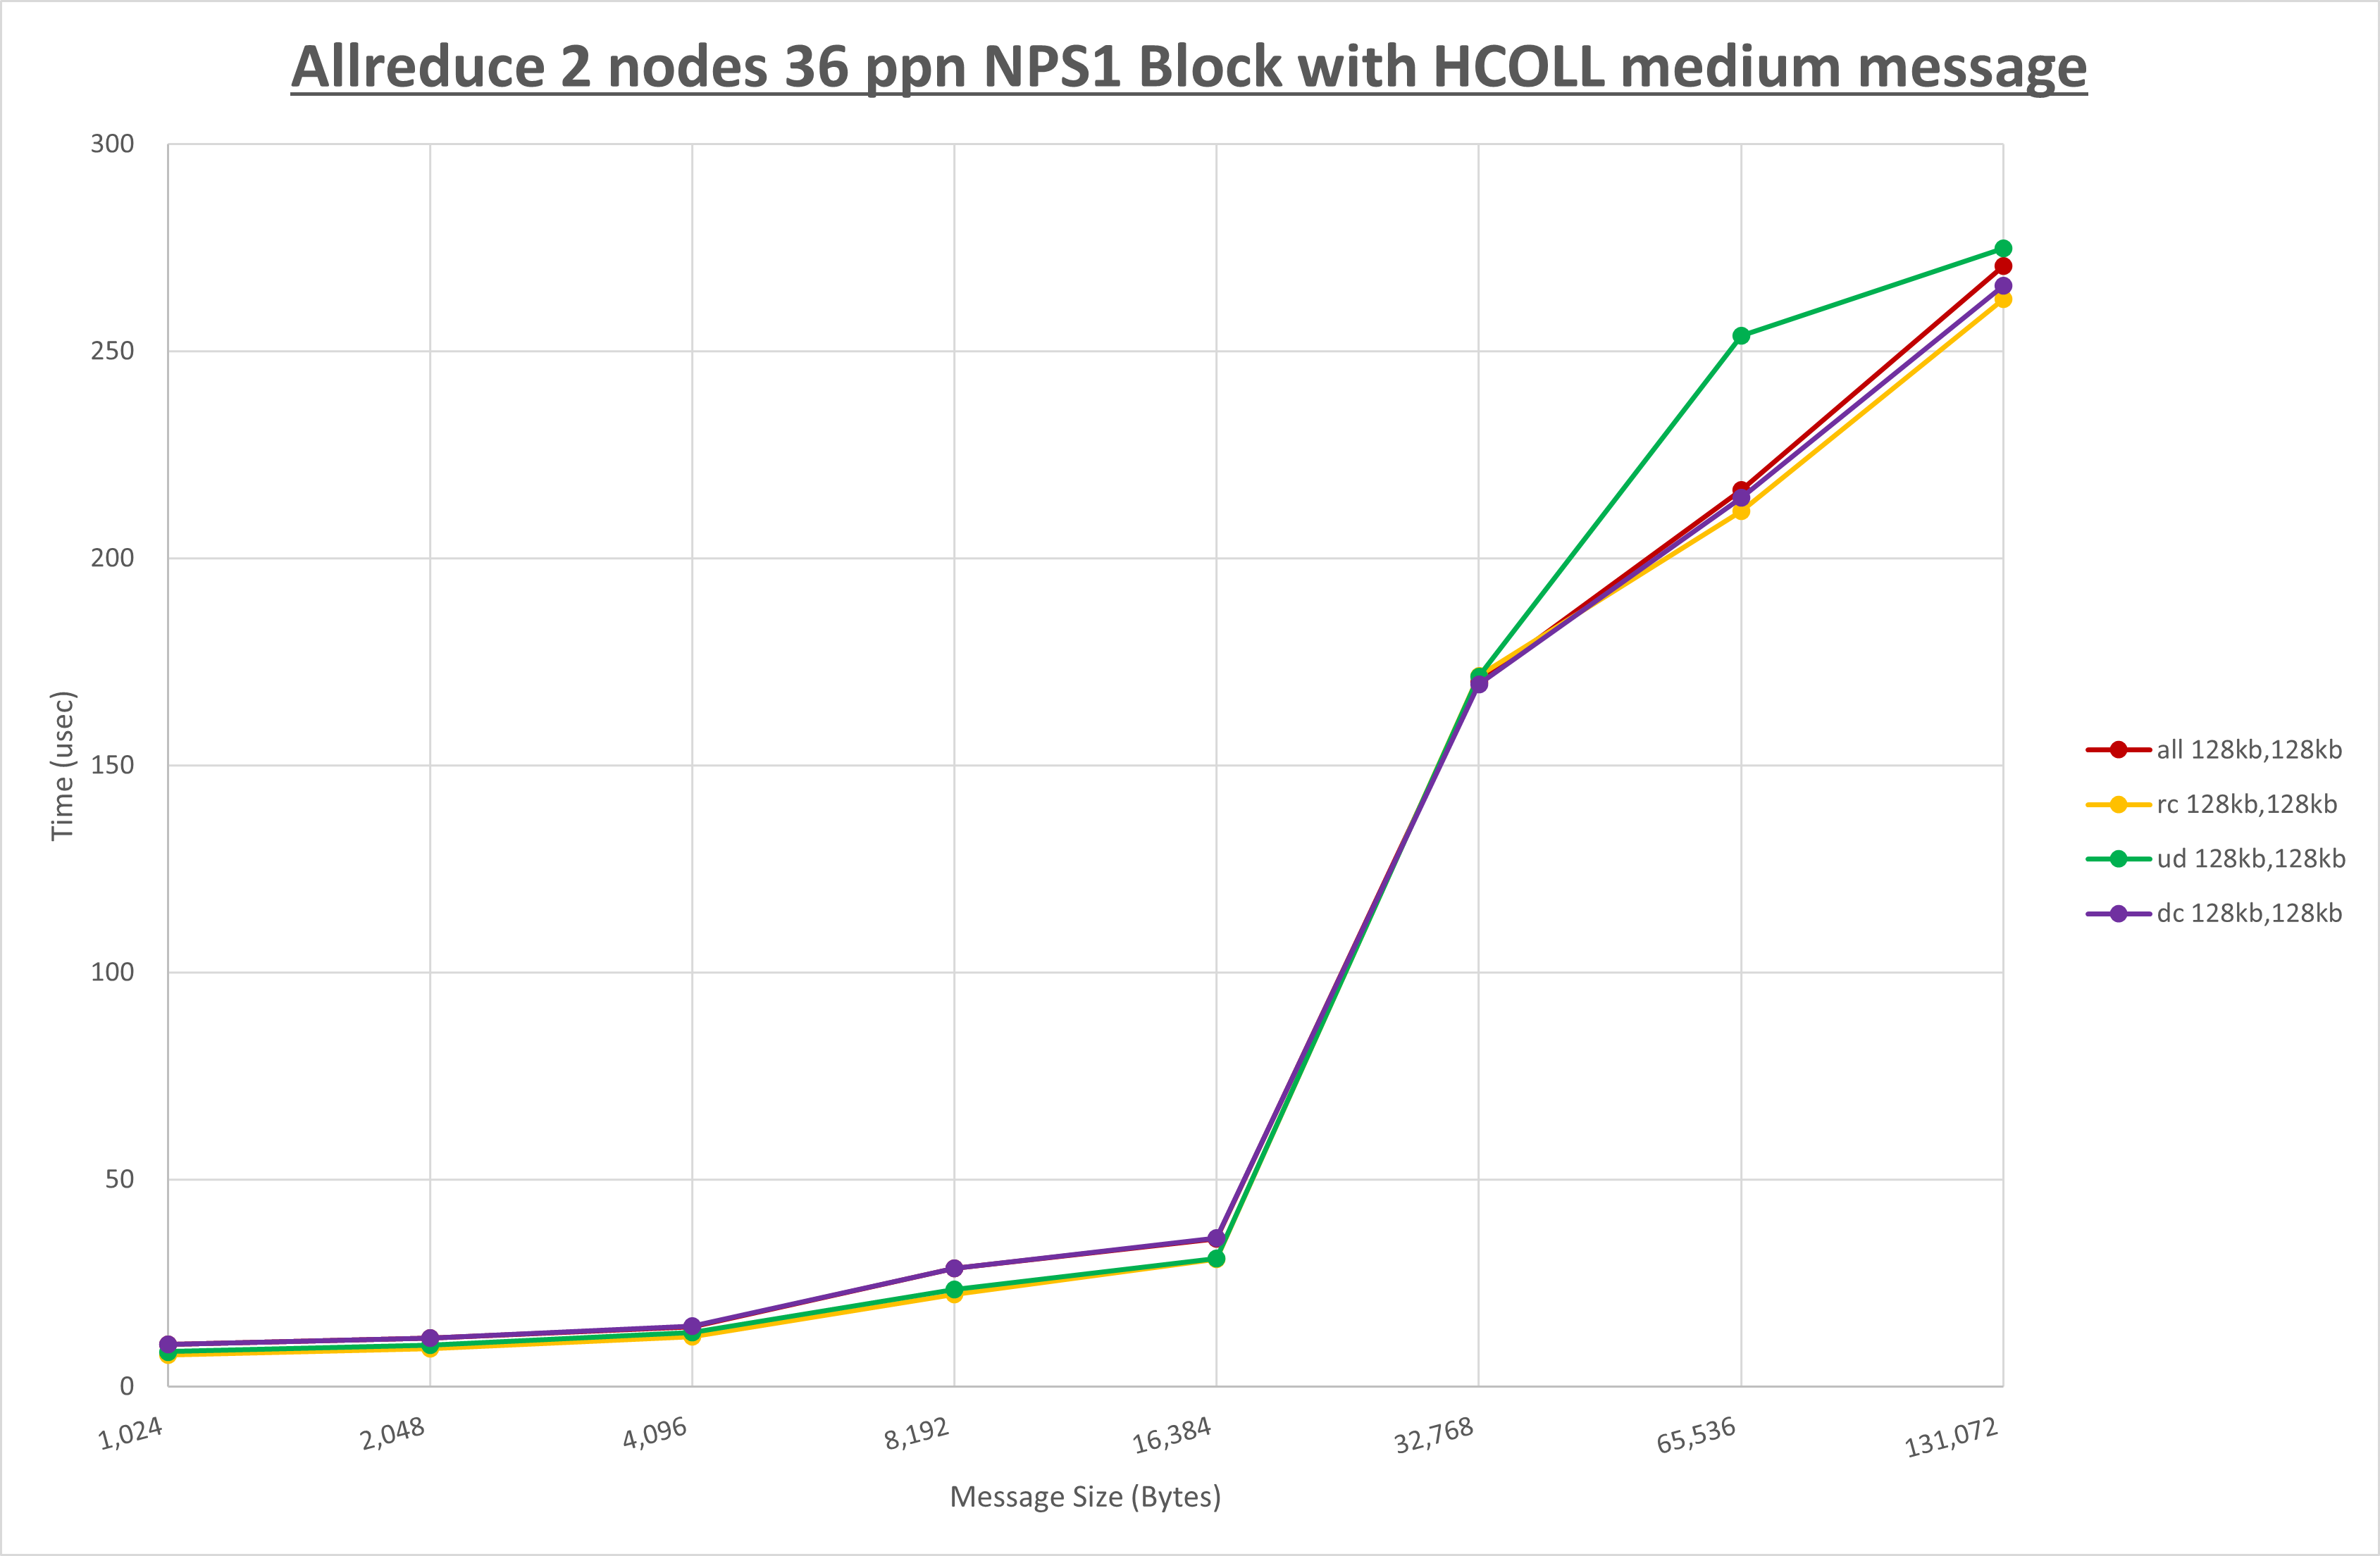 Allreduce 2 nodes 36 ppn NPS1 Block with HCOLL medium message
300
250
200
150
100
50
0
Time (usec)
1,024
2,048
4,096
8,192
16,384
32,768
65,536
131,072
Message Size (Bytes)
all 128kb,128kb
rc 128kb,128kb
ud 128kb,128kb
dc 128kb,128kb